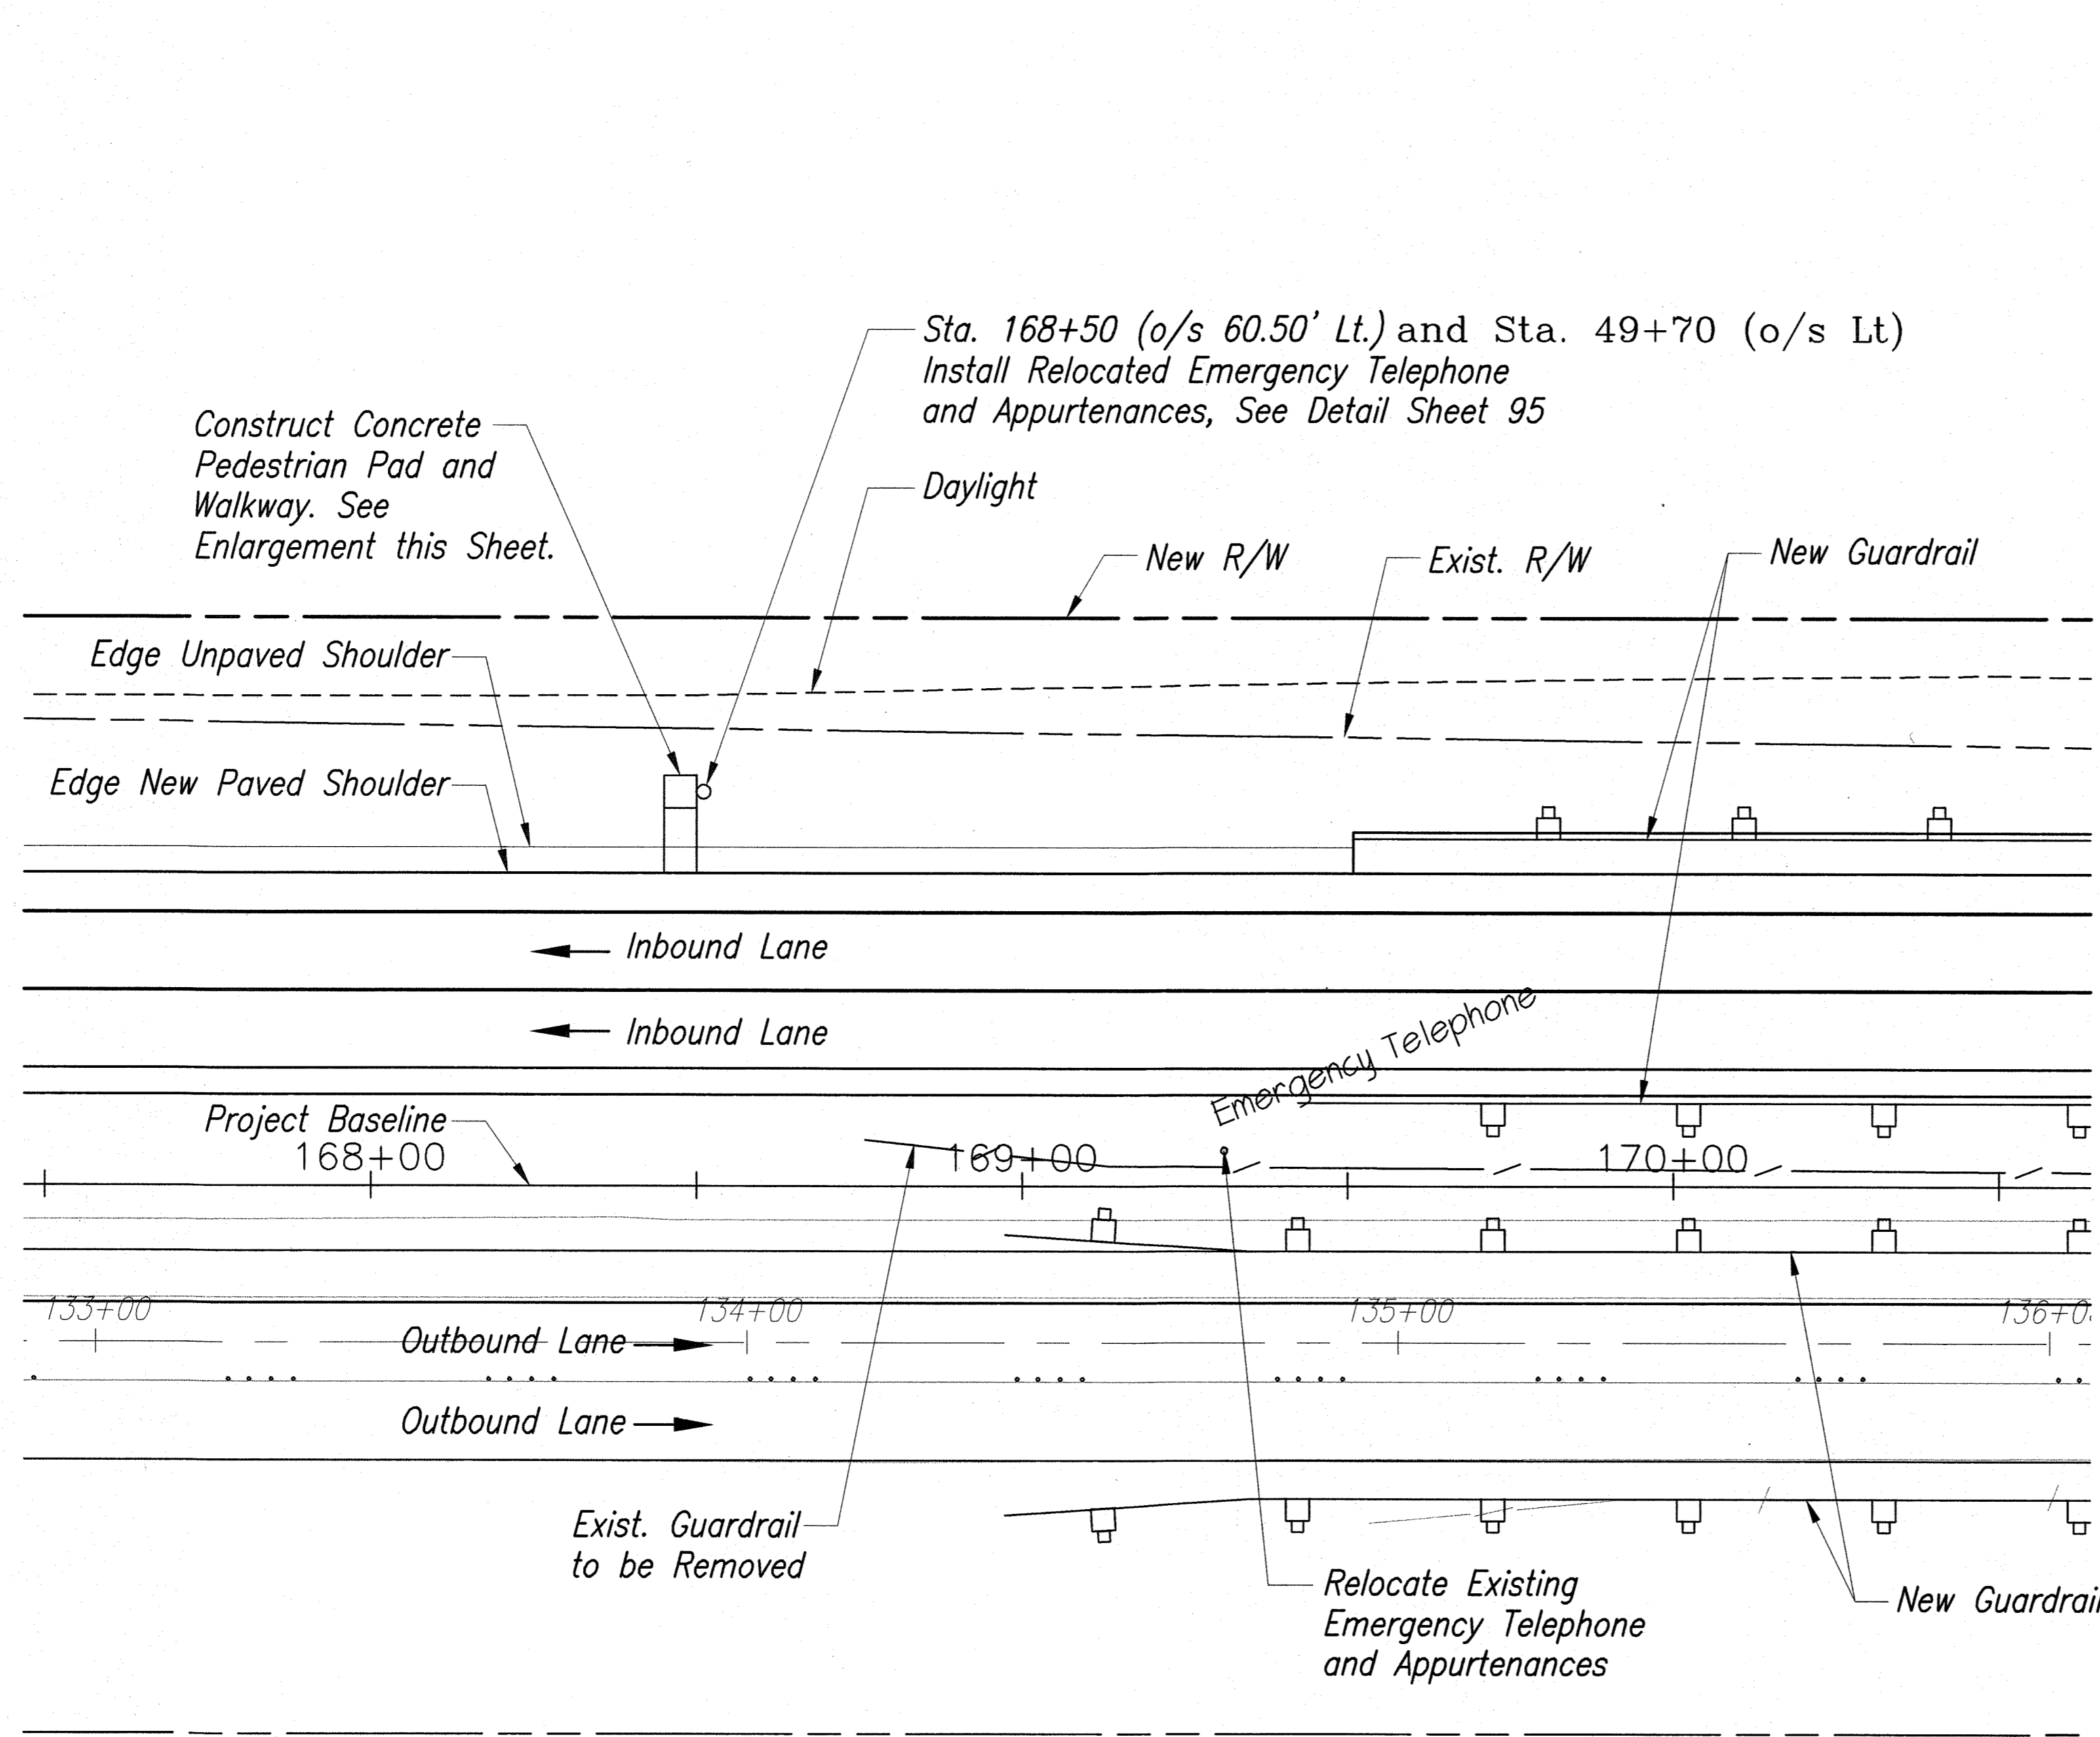 Sta. 168+50 (o/s 60.50' Lt.) and Sta. 49+70 (o/s Lt)
Install Relocated Emergency Telephone
and Appurtenances, See Detail Sheet 95
Construct Concrete
Pedestrian Pad and
Walkway. See
Enlargement this Sheet.
Daylight
New R/W
Exist. R/W
New Guardrail
Edge Unpaved Shoulder
Edge New Paved Shoulder
Inbound Lane
Inbound Lane
Emergency Telephone
Project Baseline
168+00
169+00
170+00
133+00
134+00
135+00
136+0
Outbound Lane
Outbound Lane
Exist. Guardrail
to be Removed
Relocate Existing
Emergency Telephone
and Appurtenances
New Guardrail